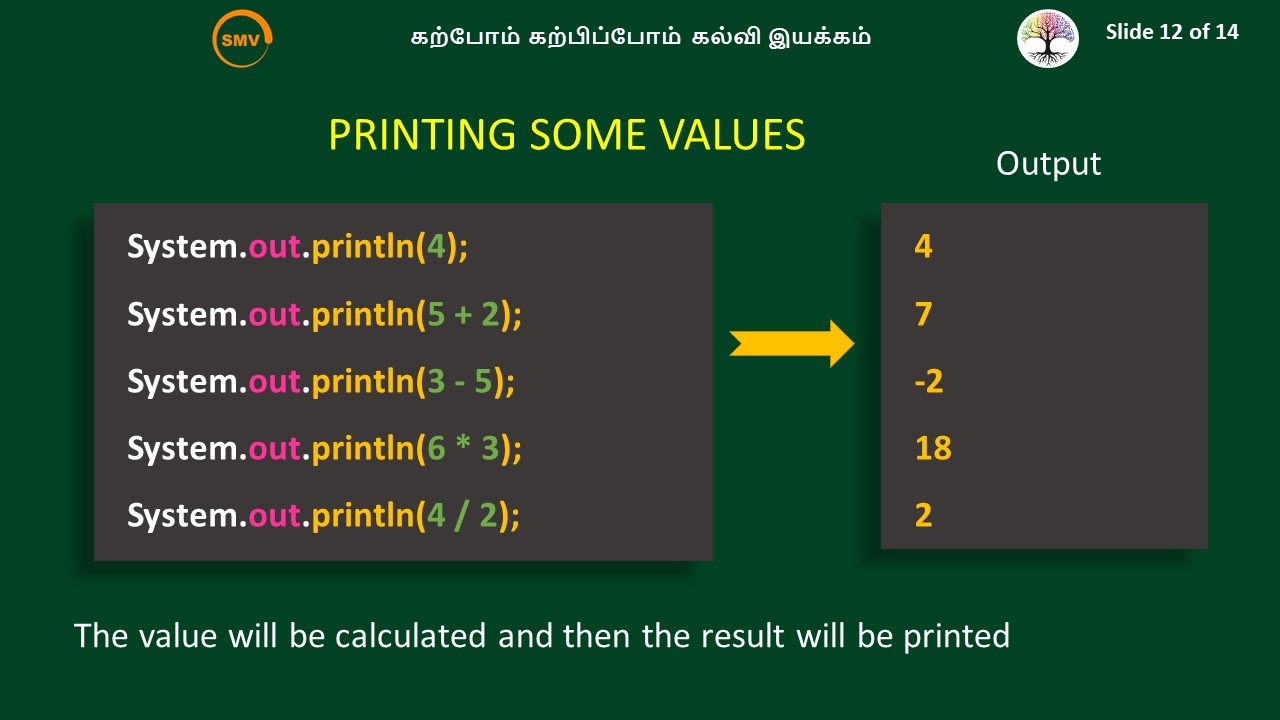 SMV
கற்போம் கற்பிப்போம் கல்வி இயக்கம்
Slide 12 of 14
PRINTING SOME VALUES
Output
System.out.println(4);
System.out.println(5 + 2);
System.out.println(3 - 5);
System.out.println(6 * 3);
System.out.println(4 / 2);
4
7
-2
18
2
The value will be calculated and then the result will be printed